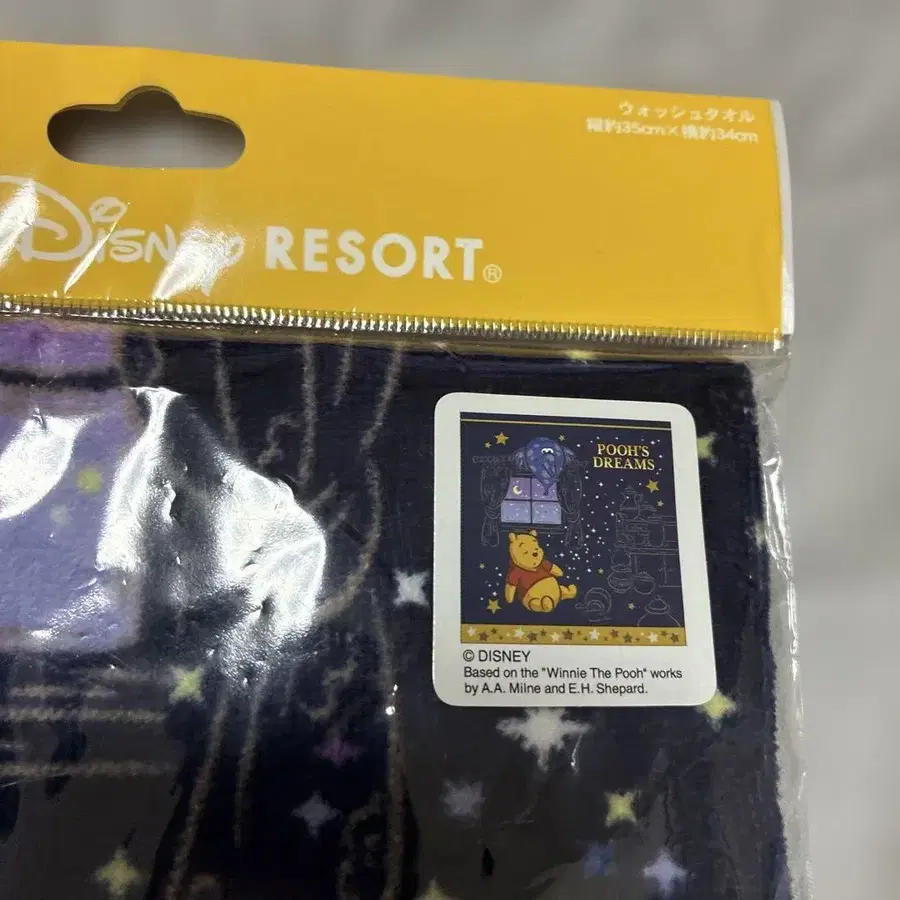 ウォッシュタオル
縦約35cm×横約34cm
Disney RESORT®
POOH'S
DREAMS
© DISNEY
Based on the "Winnie The Pooh" works
by A.A. Milne and E.H. Shepard.